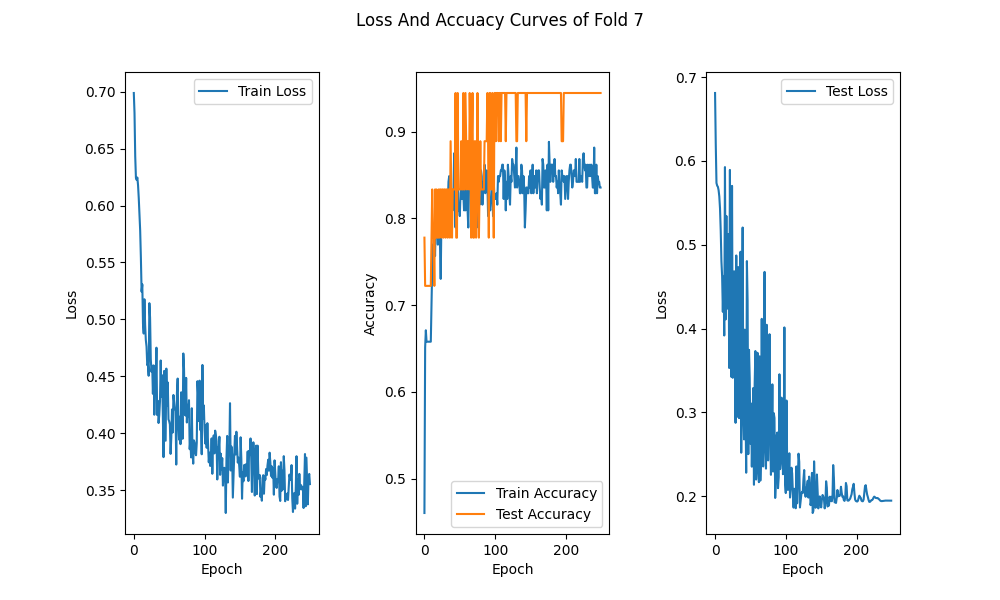 Loss And Accuacy Curves of Fold 7
Train Loss
0.70
0.65
0.60
0.55
0.50
0.45
0.40
0.35
Loss
0 100 200
Epoch
0.9
0.8
0.7
0.6
0.5
Accuracy
Train Accuracy
Test Accuracy
0 100 200
Epoch
Test Loss
0.7
0.6
0.5
0.4
0.3
0.2
Loss
0 100 200
Epoch